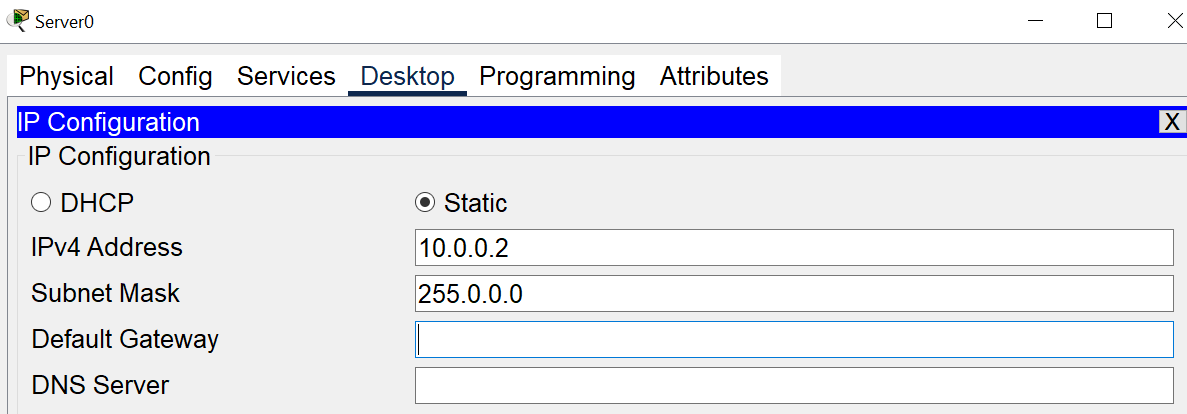 Server0
Physical Config Services Desktop Programming Attributes
IP Configuration X
IP Configuration
DHCP Static
IPv4 Address 10.0.0.2
Subnet Mask 255.0.0.0
Default Gateway
DNS Server